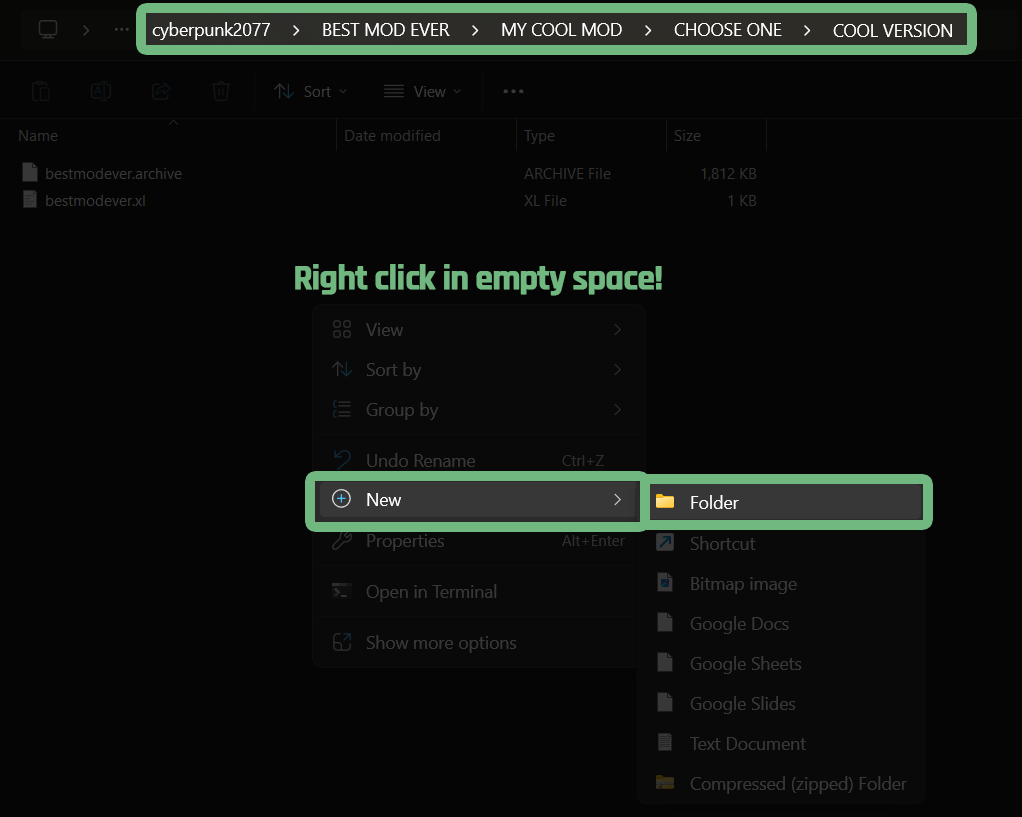 … cyberpunk2077 > BEST MOD EVER > MY COOL MOD > CHOOSE ONE > COOL VERSION
Sort View •••
Name Date modified Type Size
bestmodever.archive ARCHIVE File 1,812 KB
bestmodever.xl XL File 1 KB
Right click in empty space!
View
Sort by
Group by
Undo Rename Ctrl+Z
New
Folder
Properties Alt+Enter
Shortcut
Bitmap image
Open in Terminal
Google Docs
Show more options
Google Sheets
Google Slides
Text Document
Compressed (zipped) Folder